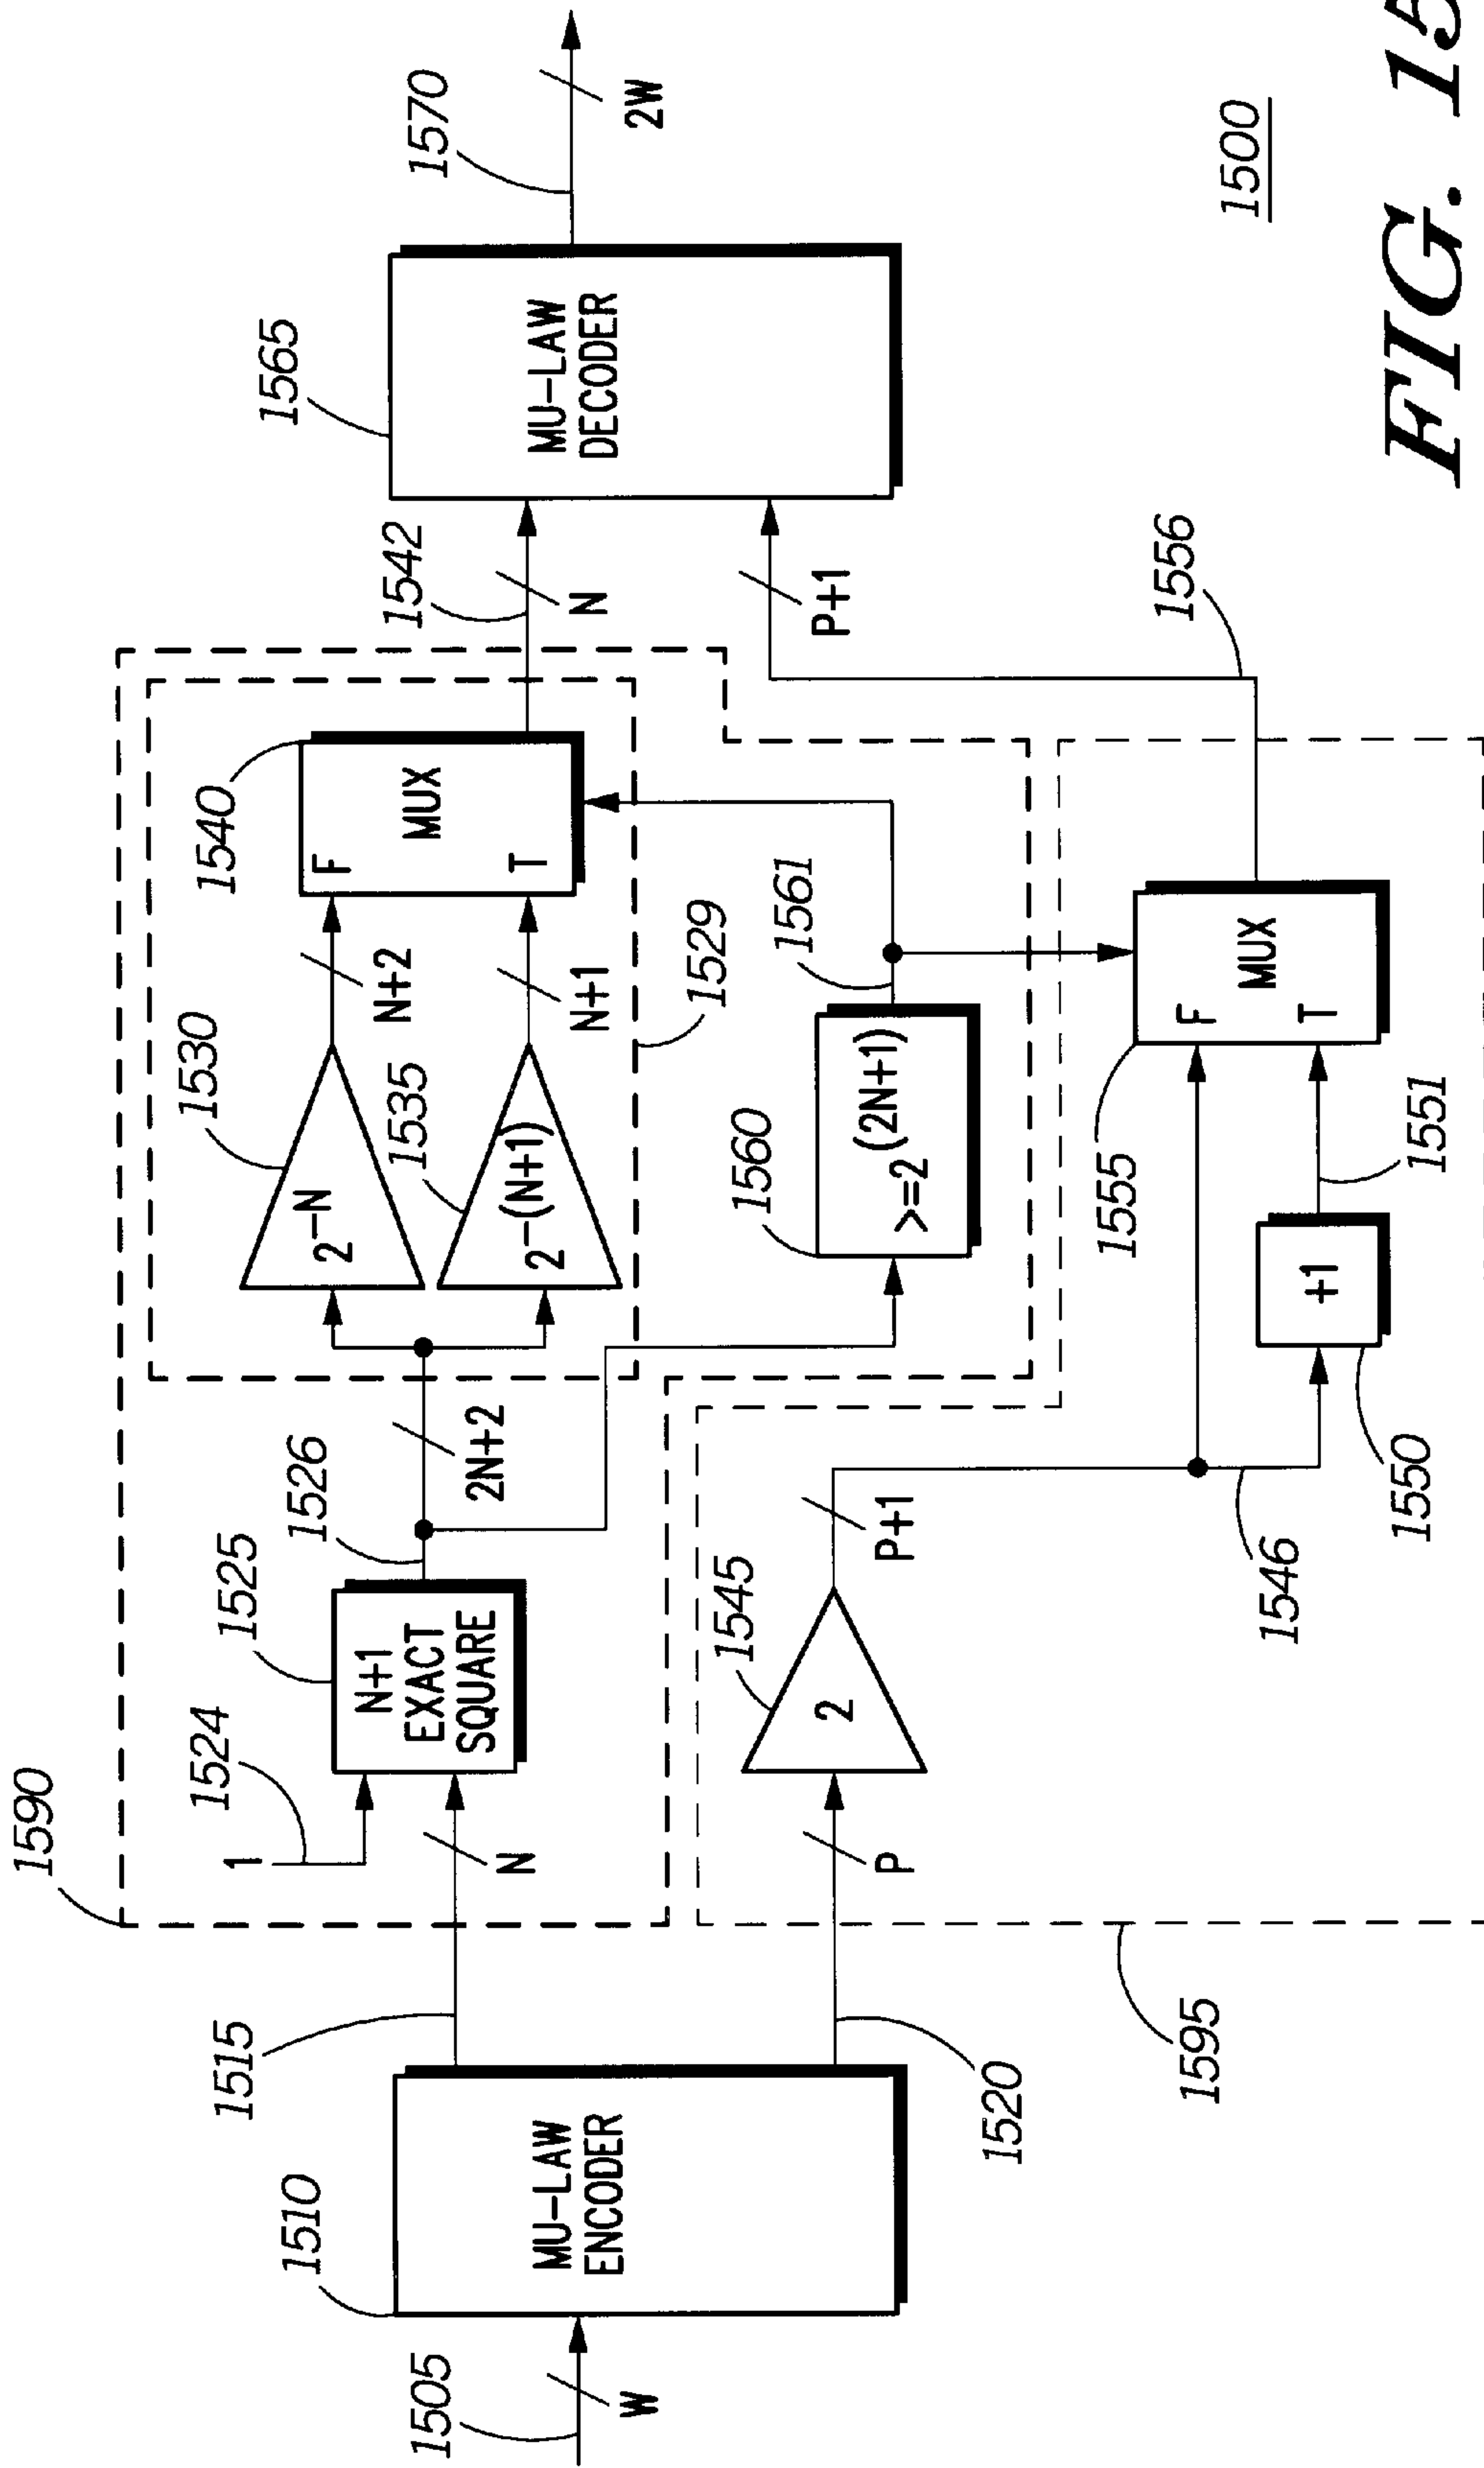 1590
1524
1
1525
N+1
EXACT
SQUARE
1526
2N+2
1530
2^-N
N+2
1535
2^-(N+1)
N+1
1529
1540
F
MUX
T
1542
N
1565
MU-LAW
DECODER
1570
2W
1510
MU-LAW
ENCODER
1505
W
1515
N
1520
P
1545
2
P+1
1560
>=2^(2N+1)
1561
P+1
1546
1550
+1
1551
1555
F
MUX
T
1556
1595
1500
FIG. 15